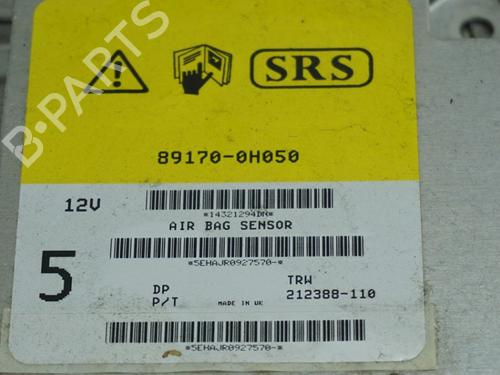 B-PARTS
SRS
89170-0H050
12V
*14321294DN*
AIR BAG SENSOR
*5EHAJR0927570-*
5
DP TRW
P/T MADE IN UK 212388-110
*5EHAJR0927570-*